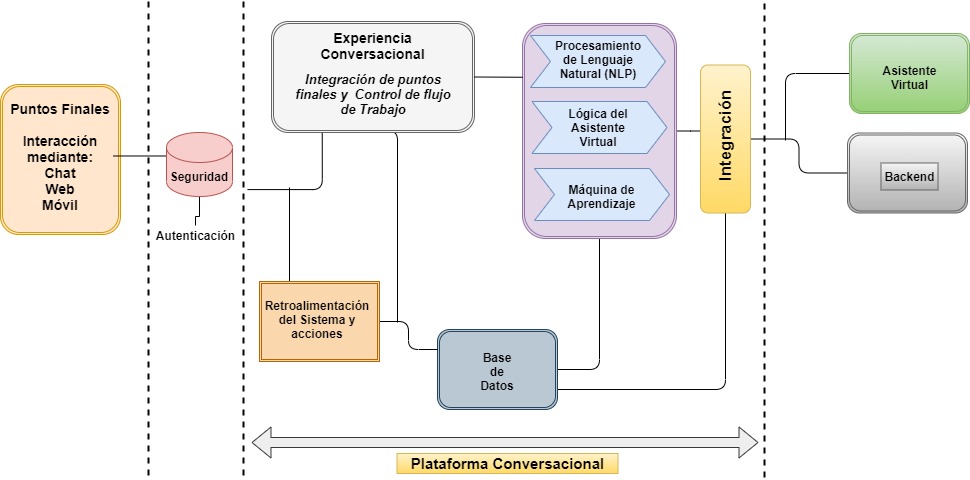 Puntos Finales
Interacción
mediante:
Chat
Web
Móvil
Seguridad
Autenticación
Experiencia
Conversacional
Integración de puntos
finales y Control de flujo
de Trabajo
Procesamiento
de Lenguaje
Natural (NLP)
Lógica del
Asistente
Virtual
Máquina de
Aprendizaje
Integración
Asistente
Virtual
Backend
Retroalimentación
del Sistema y
acciones
Base
de
Datos
Plataforma Conversacional